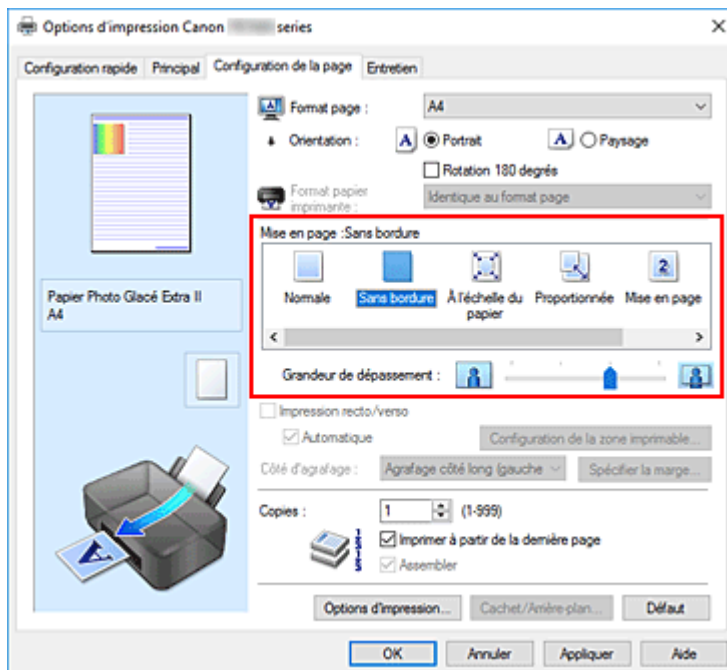 Options d'impression Canon series
Configuration rapide Principal Configuration de la page Entretien
Format page : A4
Orientation : A Portrait A Paysage
Rotation 180 degrés
Format papier imprimante : Identique au format page
Mise en page :Sans bordure
Normale Sans bordure À l'échelle du papier Proportionnée 2 Mise en page
Grandeur de dépassement :
Papier Photo Glacé Extra II
A4
Impression recto/verso
Automatique Configuration de la zone imprimable...
Côté d'agrafage : Agrafage côté long (gauche Spécifier la marge...
Copies : 1 (1-999)
Imprimer à partir de la dernière page
Assembler
A
Options d'impression... Cachet/Arrière-plan... Défaut
OK Annuler Appliquer Aide